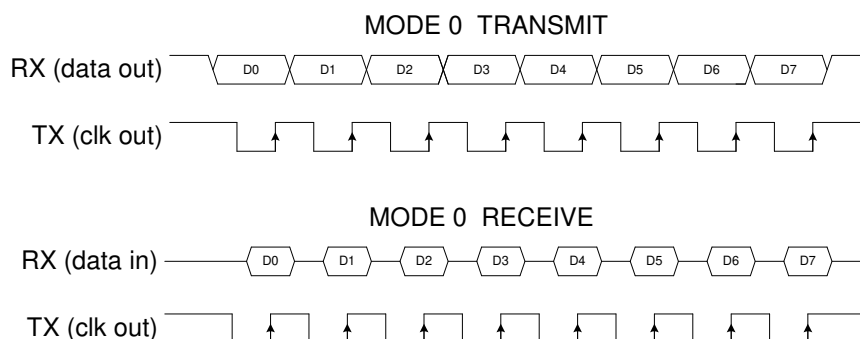 MODE 0 TRANSMIT
RX (data out) D0 D1 D2 D3 D4 D5 D6 D7
TX (clk out)
MODE 0 RECEIVE
RX (data in) D0 D1 D2 D3 D4 D5 D6 D7
TX (clk out)